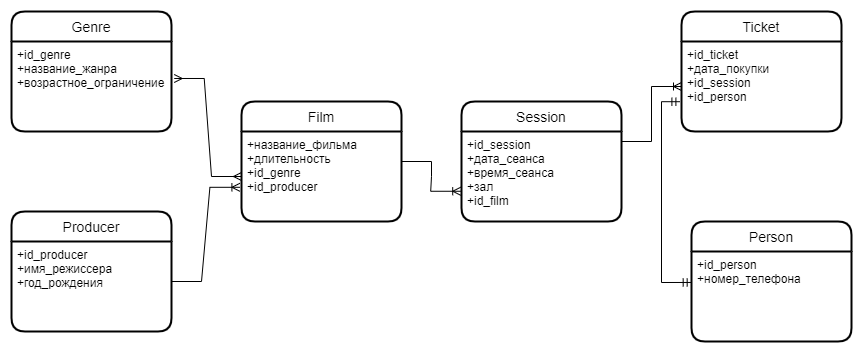 Genre
+id_genre
+название_жанра
+возрастное_ограничение
Producer
+id_producer
+имя_режиссера
+год_рождения
Film
+название_фильма
+длительность
+id_genre
+id_producer
Session
+id_session
+дата_сеанса
+время_сеанса
+зал
+id_film
Ticket
+id_ticket
+дата_покупки
+id_session
+id_person
Person
+id_person
+номер_телефона